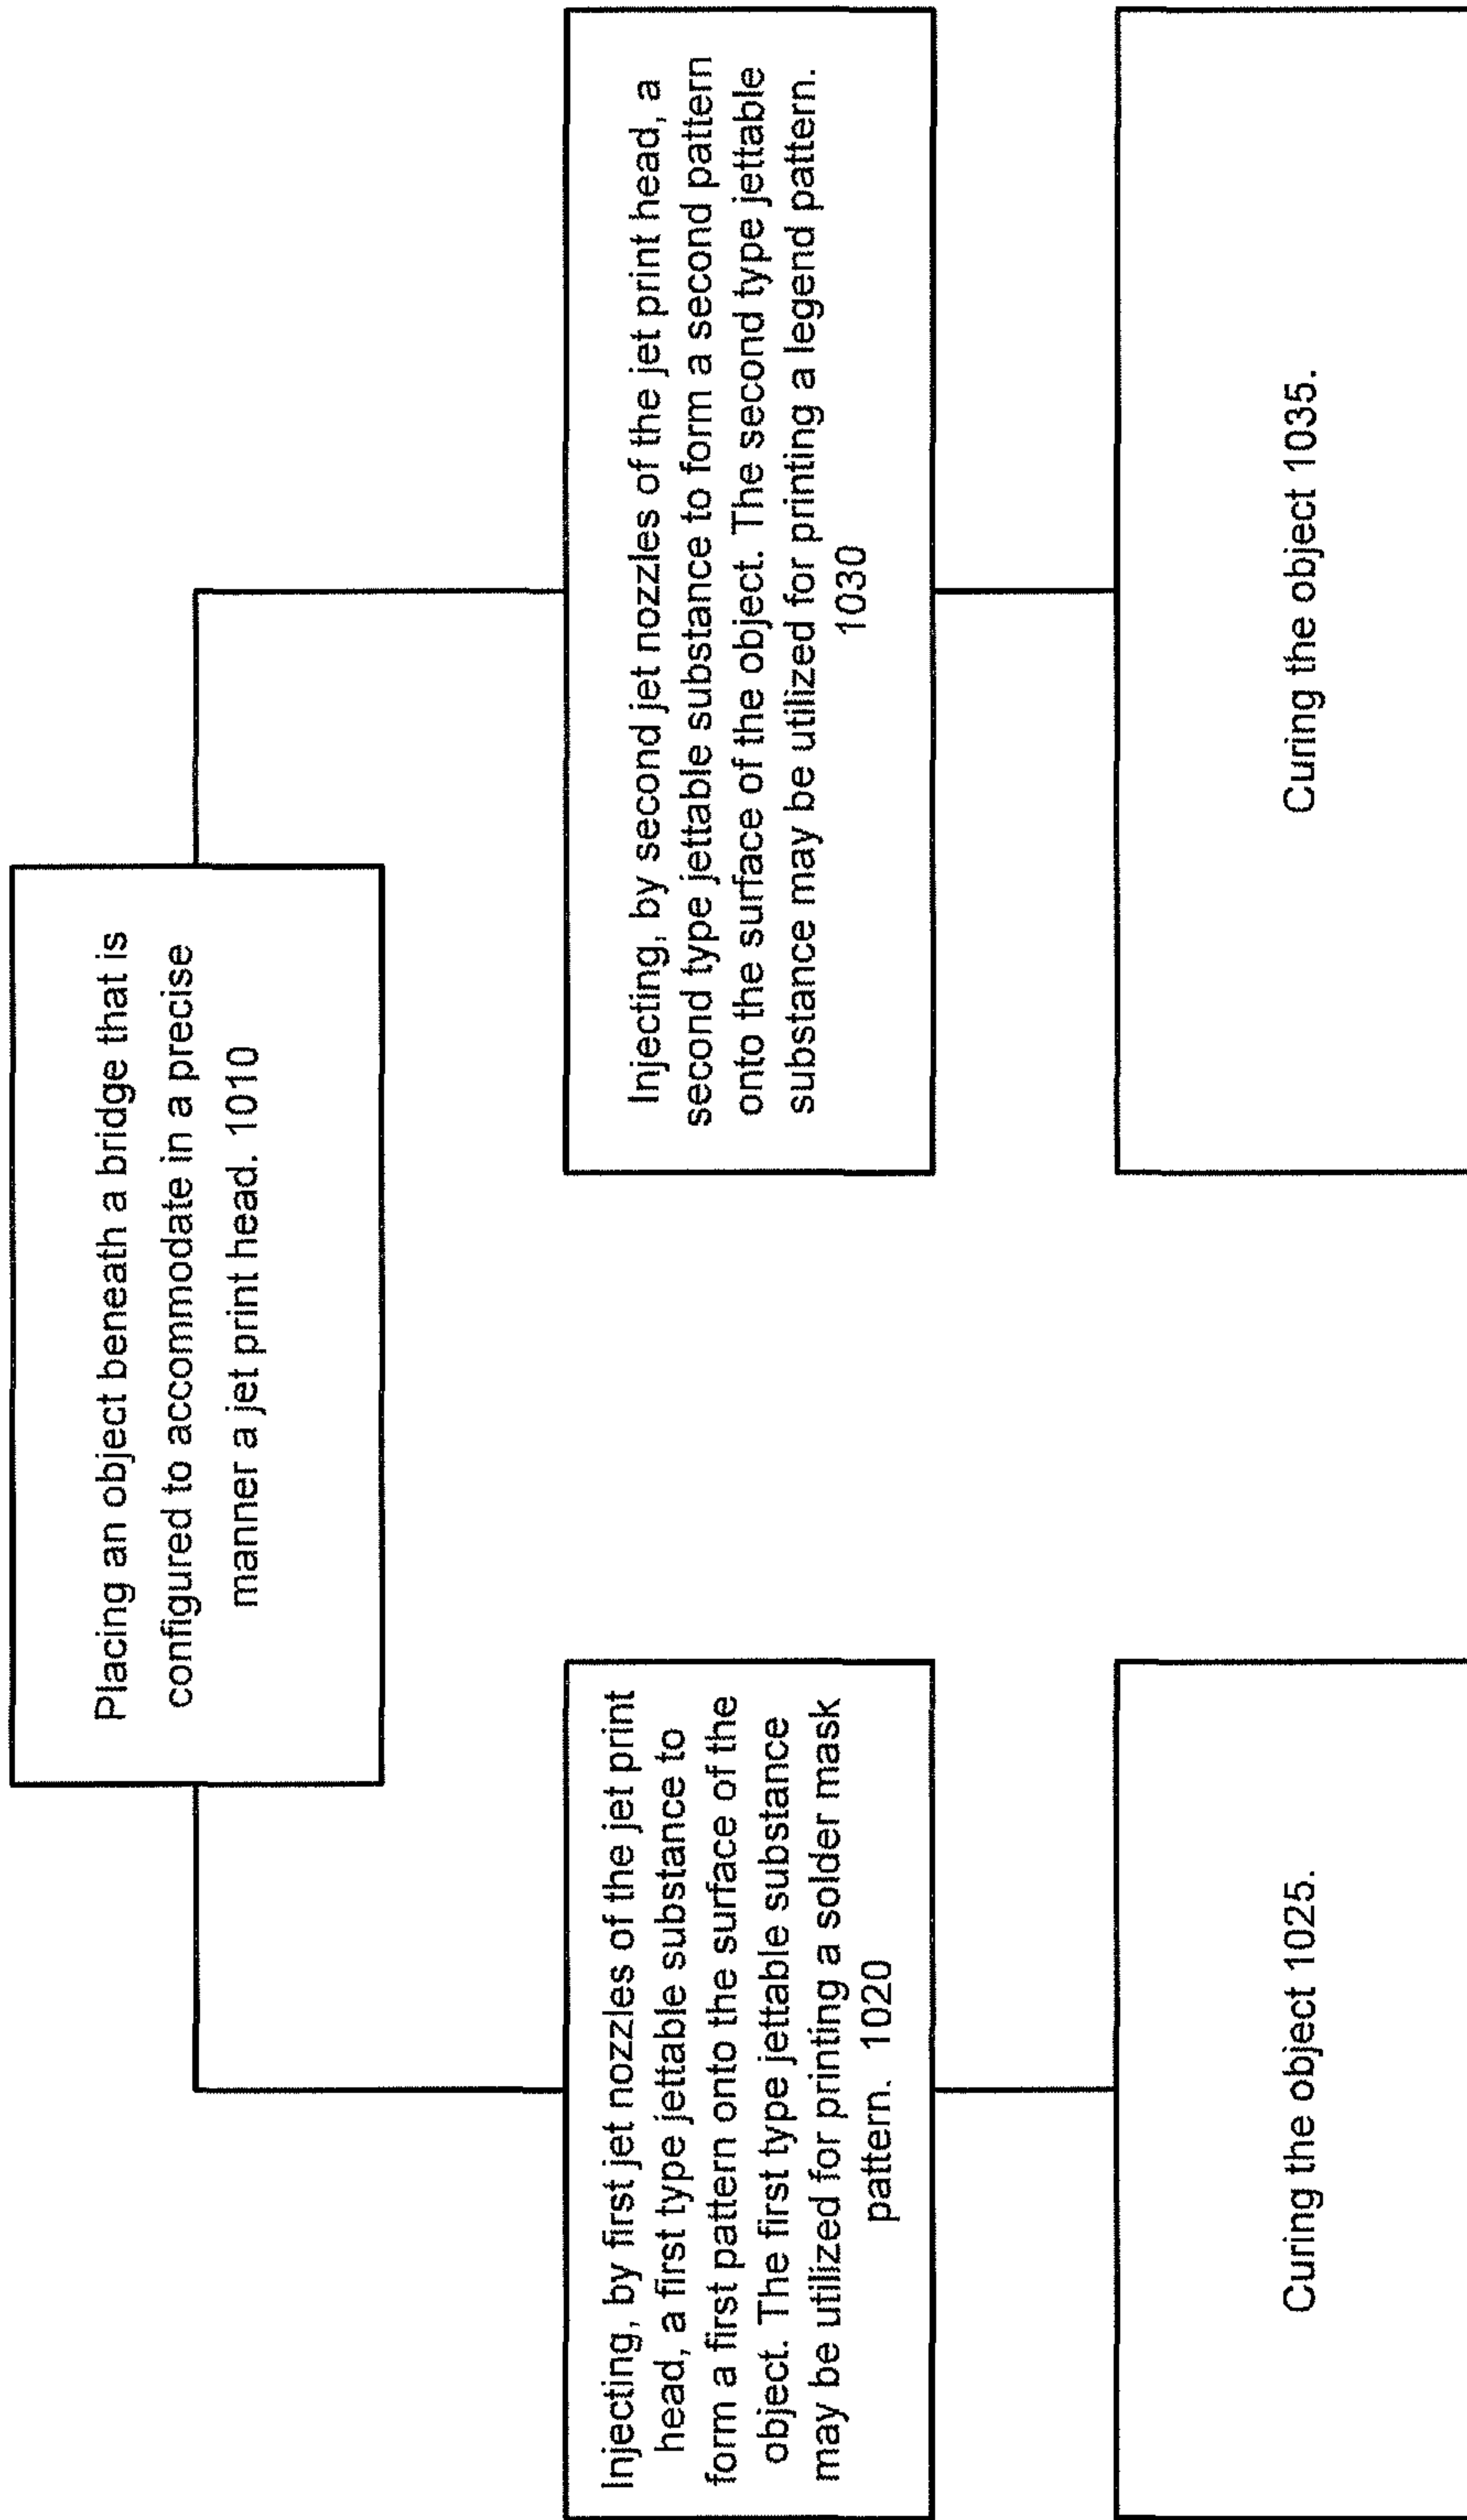 Placing an object beneath a bridge that is
configured to accommodate in a precise
manner a jet print head. 1010
Injecting, by first jet nozzles of the jet print
head, a first type jettable substance to
form a first pattern onto the surface of the
object. The first type jettable substance
may be utilized for printing a solder mask
pattern. 1020
Injecting, by second jet nozzles of the jet print head, a
second type jettable substance to form a second pattern
onto the surface of the object. The second type jettable
substance may be utilized for printing a legend pattern.
1030
Curing the object 1025.
Curing the object 1035.